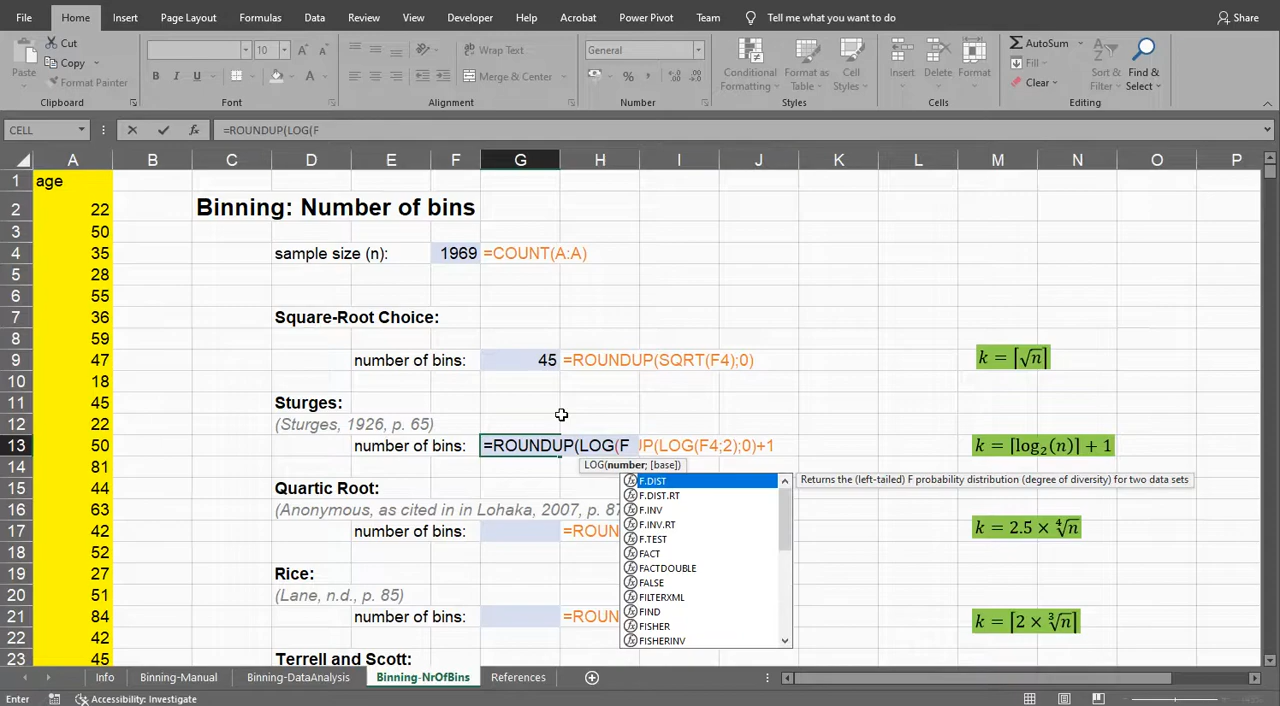 File Home Insert Page Layout Formulas Data Review View Developer Help Acrobat Power Pivot Team Tell me what you want to do Share
Paste Cut Copy Format Painter
10 B I U A A A
Wrap Text Merge & Center
General % ,
Conditional Formatting Format as Table Cell Styles
Insert Delete Format
AutoSum Fill Clear Sort & Filter Find & Select
Clipboard Font Alignment Number Styles Cells Editing
CELL fx =ROUNDUP(LOG(F
A B C D E F G H I J K L M N O P
1 age
2 22 Binning: Number of bins
3 50
4 35 sample size (n): 1969 =COUNT(A:A)
5 28
6 55
7 36 Square-Root Choice:
8 59
9 47 number of bins: 45 =ROUNDUP(SQRT(F4);0) k = ⌈√n⌉
10 18
11 45 Sturges:
12 22 (Sturges, 1926, p. 65)
13 50 number of bins: =ROUNDUP(LOG(F UP(LOG(F4;2);0)+1 k = ⌈log₂(n)⌉ + 1
LOG(number; [base])
14 81
F.DIST Returns the (left-tailed) F probability distribution (degree of diversity) for two data sets
15 44 Quartic Root: F.DIST.RT
16 63 (Anonymous, as cited in in Lohaka, 2007, p. 87 F.INV
F.INV.RT
17 42 number of bins: =ROUN F.TEST k = 2.5 × ∜n
18 52 FACT
FACTDOUBLE
19 27 Rice: FALSE
20 51 (Lane, n.d., p. 85) FILTERXML
21 84 number of bins: =ROUN FIND k = ⌈2 × ∛n⌉
22 42 FISHER
FISHERINV
23 45 Terrell and Scott:
Info Binning-Manual Binning-DataAnalysis Binning-NrOfBins References
Enter Accessibility: Investigate